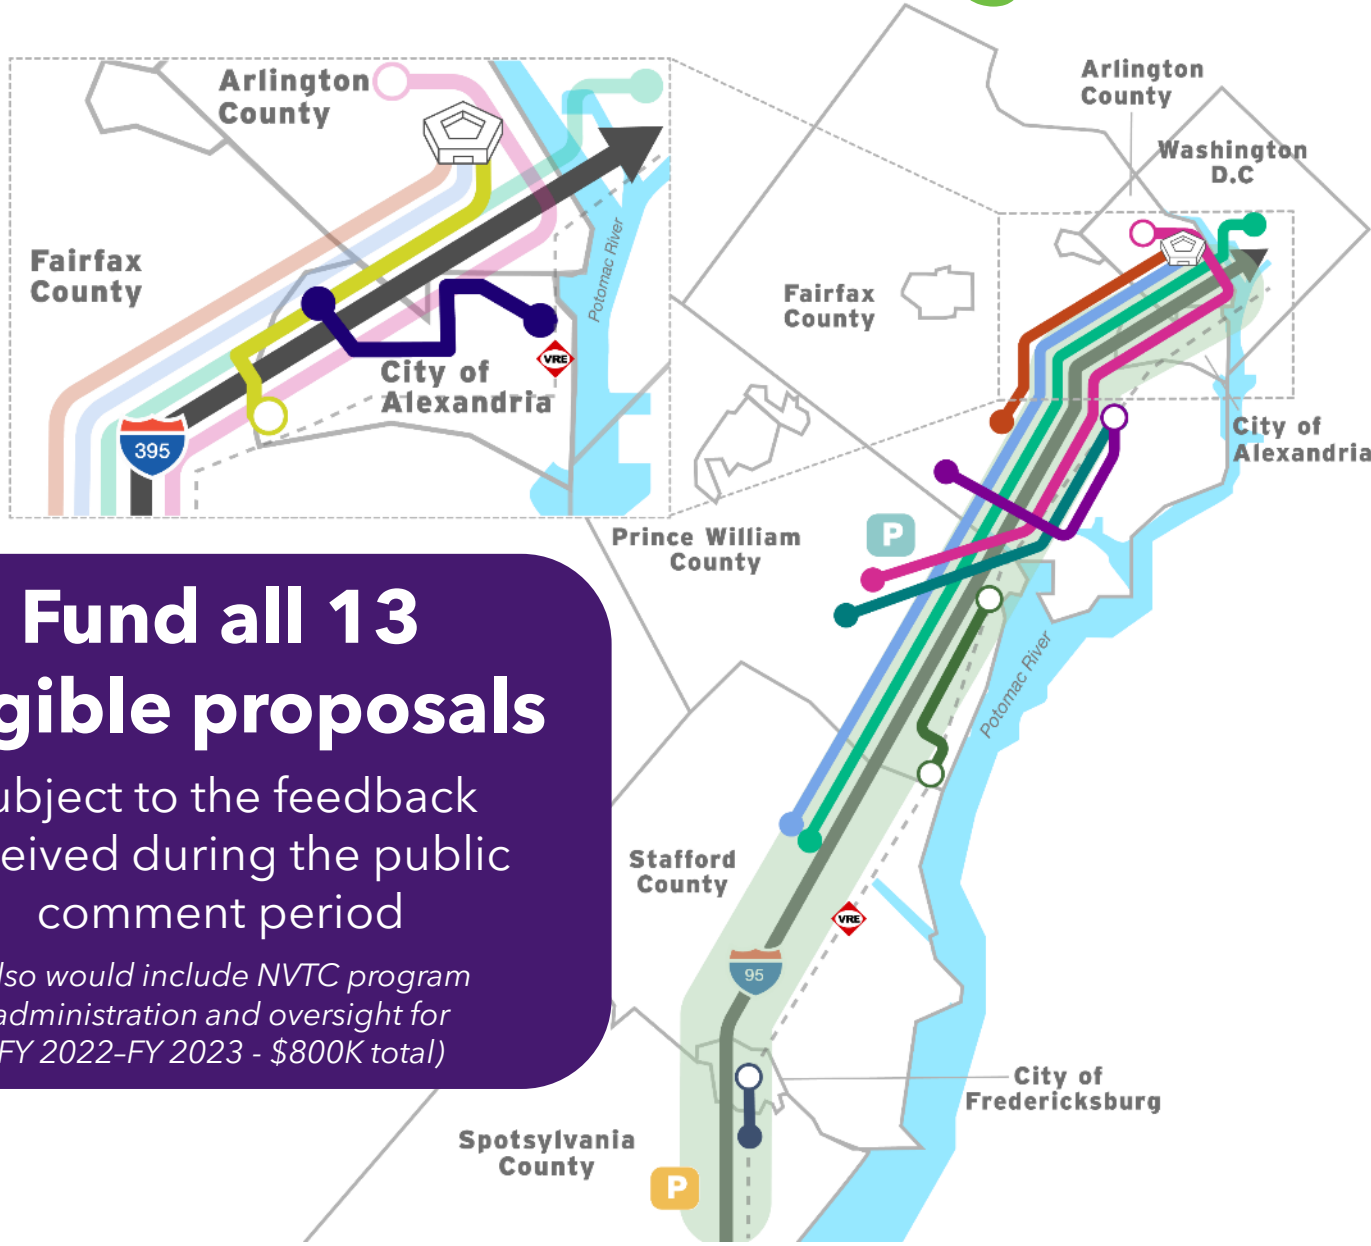 Arlington
County
Fairfax
County
Potomac River
VRE
City of
Alexandria
395
Arlington
County
Washington
D.C
Fairfax
County
City of
Alexandria
Prince William
County
P
Potomac River
Fund all 13
gible proposals
ubject to the feedback
eived during the public
comment period
lso would include NVTC program
administration and oversight for
FY 2022–FY 2023 - $800K total)
Stafford
County
VRE
95
City of
Fredericksburg
Spotsylvania
County
P